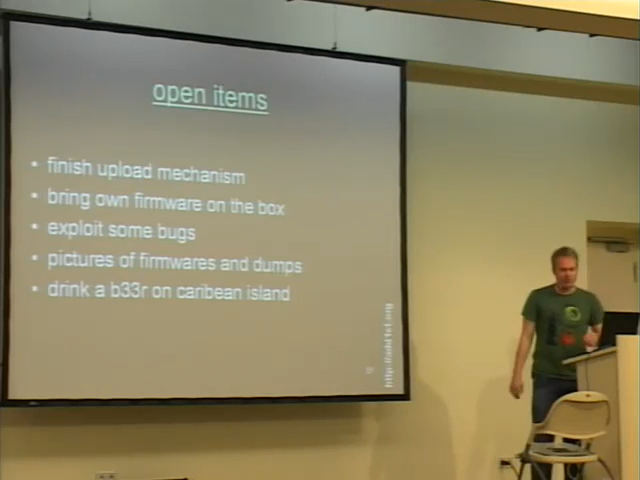 open items
• finish upload mechanism
• bring own firmware on the box
• exploit some bugs
• pictures of firmwares and dumps
• drink a b33r on caribean island